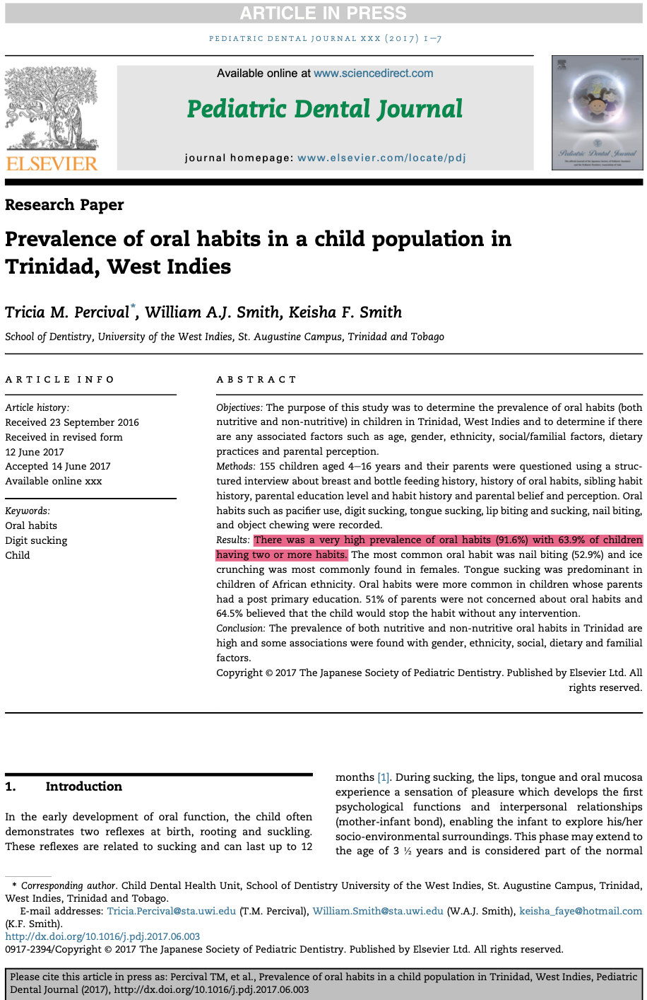 ARTICLE IN PRESS
PEDIATRIC DENTAL JOURNAL XXX (2017) 1–7
Available online at www.sciencedirect.com
Pediatric Dental Journal
journal homepage: www.elsevier.com/locate/pdj
ELSEVIER
Pediatric Dental Journal
Research Paper
Prevalence of oral habits in a child population in
Trinidad, West Indies
Tricia M. Percival*, William A.J. Smith, Keisha F. Smith
School of Dentistry, University of the West Indies, St. Augustine Campus, Trinidad and Tobago
ARTICLE INFO
Article history:
Received 23 September 2016
Received in revised form
12 June 2017
Accepted 14 June 2017
Available online xxx
Keywords:
Oral habits
Digit sucking
Child
ABSTRACT
Objectives: The purpose of this study was to determine the prevalence of oral habits (both
nutritive and non-nutritive) in children in Trinidad, West Indies and to determine if there
are any associated factors such as age, gender, ethnicity, social/familial factors, dietary
practices and parental perception.
Methods: 155 children aged 4–16 years and their parents were questioned using a struc-
tured interview about breast and bottle feeding history, history of oral habits, sibling habit
history, parental education level and habit history and parental belief and perception. Oral
habits such as pacifier use, digit sucking, tongue sucking, lip biting and sucking, nail biting,
and object chewing were recorded.
Results: There was a very high prevalence of oral habits (91.6%) with 63.9% of children
having two or more habits. The most common oral habit was nail biting (52.9%) and ice
crunching was most commonly found in females. Tongue sucking was predominant in
children of African ethnicity. Oral habits were more common in children whose parents
had a post primary education. 51% of parents were not concerned about oral habits and
64.5% believed that the child would stop the habit without any intervention.
Conclusion: The prevalence of both nutritive and non-nutritive oral habits in Trinidad are
high and some associations were found with gender, ethnicity, social, dietary and familial
factors.
Copyright © 2017 The Japanese Society of Pediatric Dentistry. Published by Elsevier Ltd. All
rights reserved.
1. Introduction
In the early development of oral function, the child often
demonstrates two reflexes at birth, rooting and suckling.
These reflexes are related to sucking and can last up to 12
months [1]. During sucking, the lips, tongue and oral mucosa
experience a sensation of pleasure which develops the first
psychological functions and interpersonal relationships
(mother-infant bond), enabling the infant to explore his/her
socio-environmental surroundings. This phase may extend to
the age of 3 ½ years and is considered part of the normal
* Corresponding author. Child Dental Health Unit, School of Dentistry University of the West Indies, St. Augustine Campus, Trinidad,
West Indies, Trinidad and Tobago.
E-mail addresses: Tricia.Percival@sta.uwi.edu (T.M. Percival), William.Smith@sta.uwi.edu (W.A.J. Smith), keisha_faye@hotmail.com
(K.F. Smith).
http://dx.doi.org/10.1016/j.pdj.2017.06.003
0917-2394/Copyright © 2017 The Japanese Society of Pediatric Dentistry. Published by Elsevier Ltd. All rights reserved.
Please cite this article in press as: Percival TM, et al., Prevalence of oral habits in a child population in Trinidad, West Indies, Pediatric
Dental Journal (2017), http://dx.doi.org/10.1016/j.pdj.2017.06.003